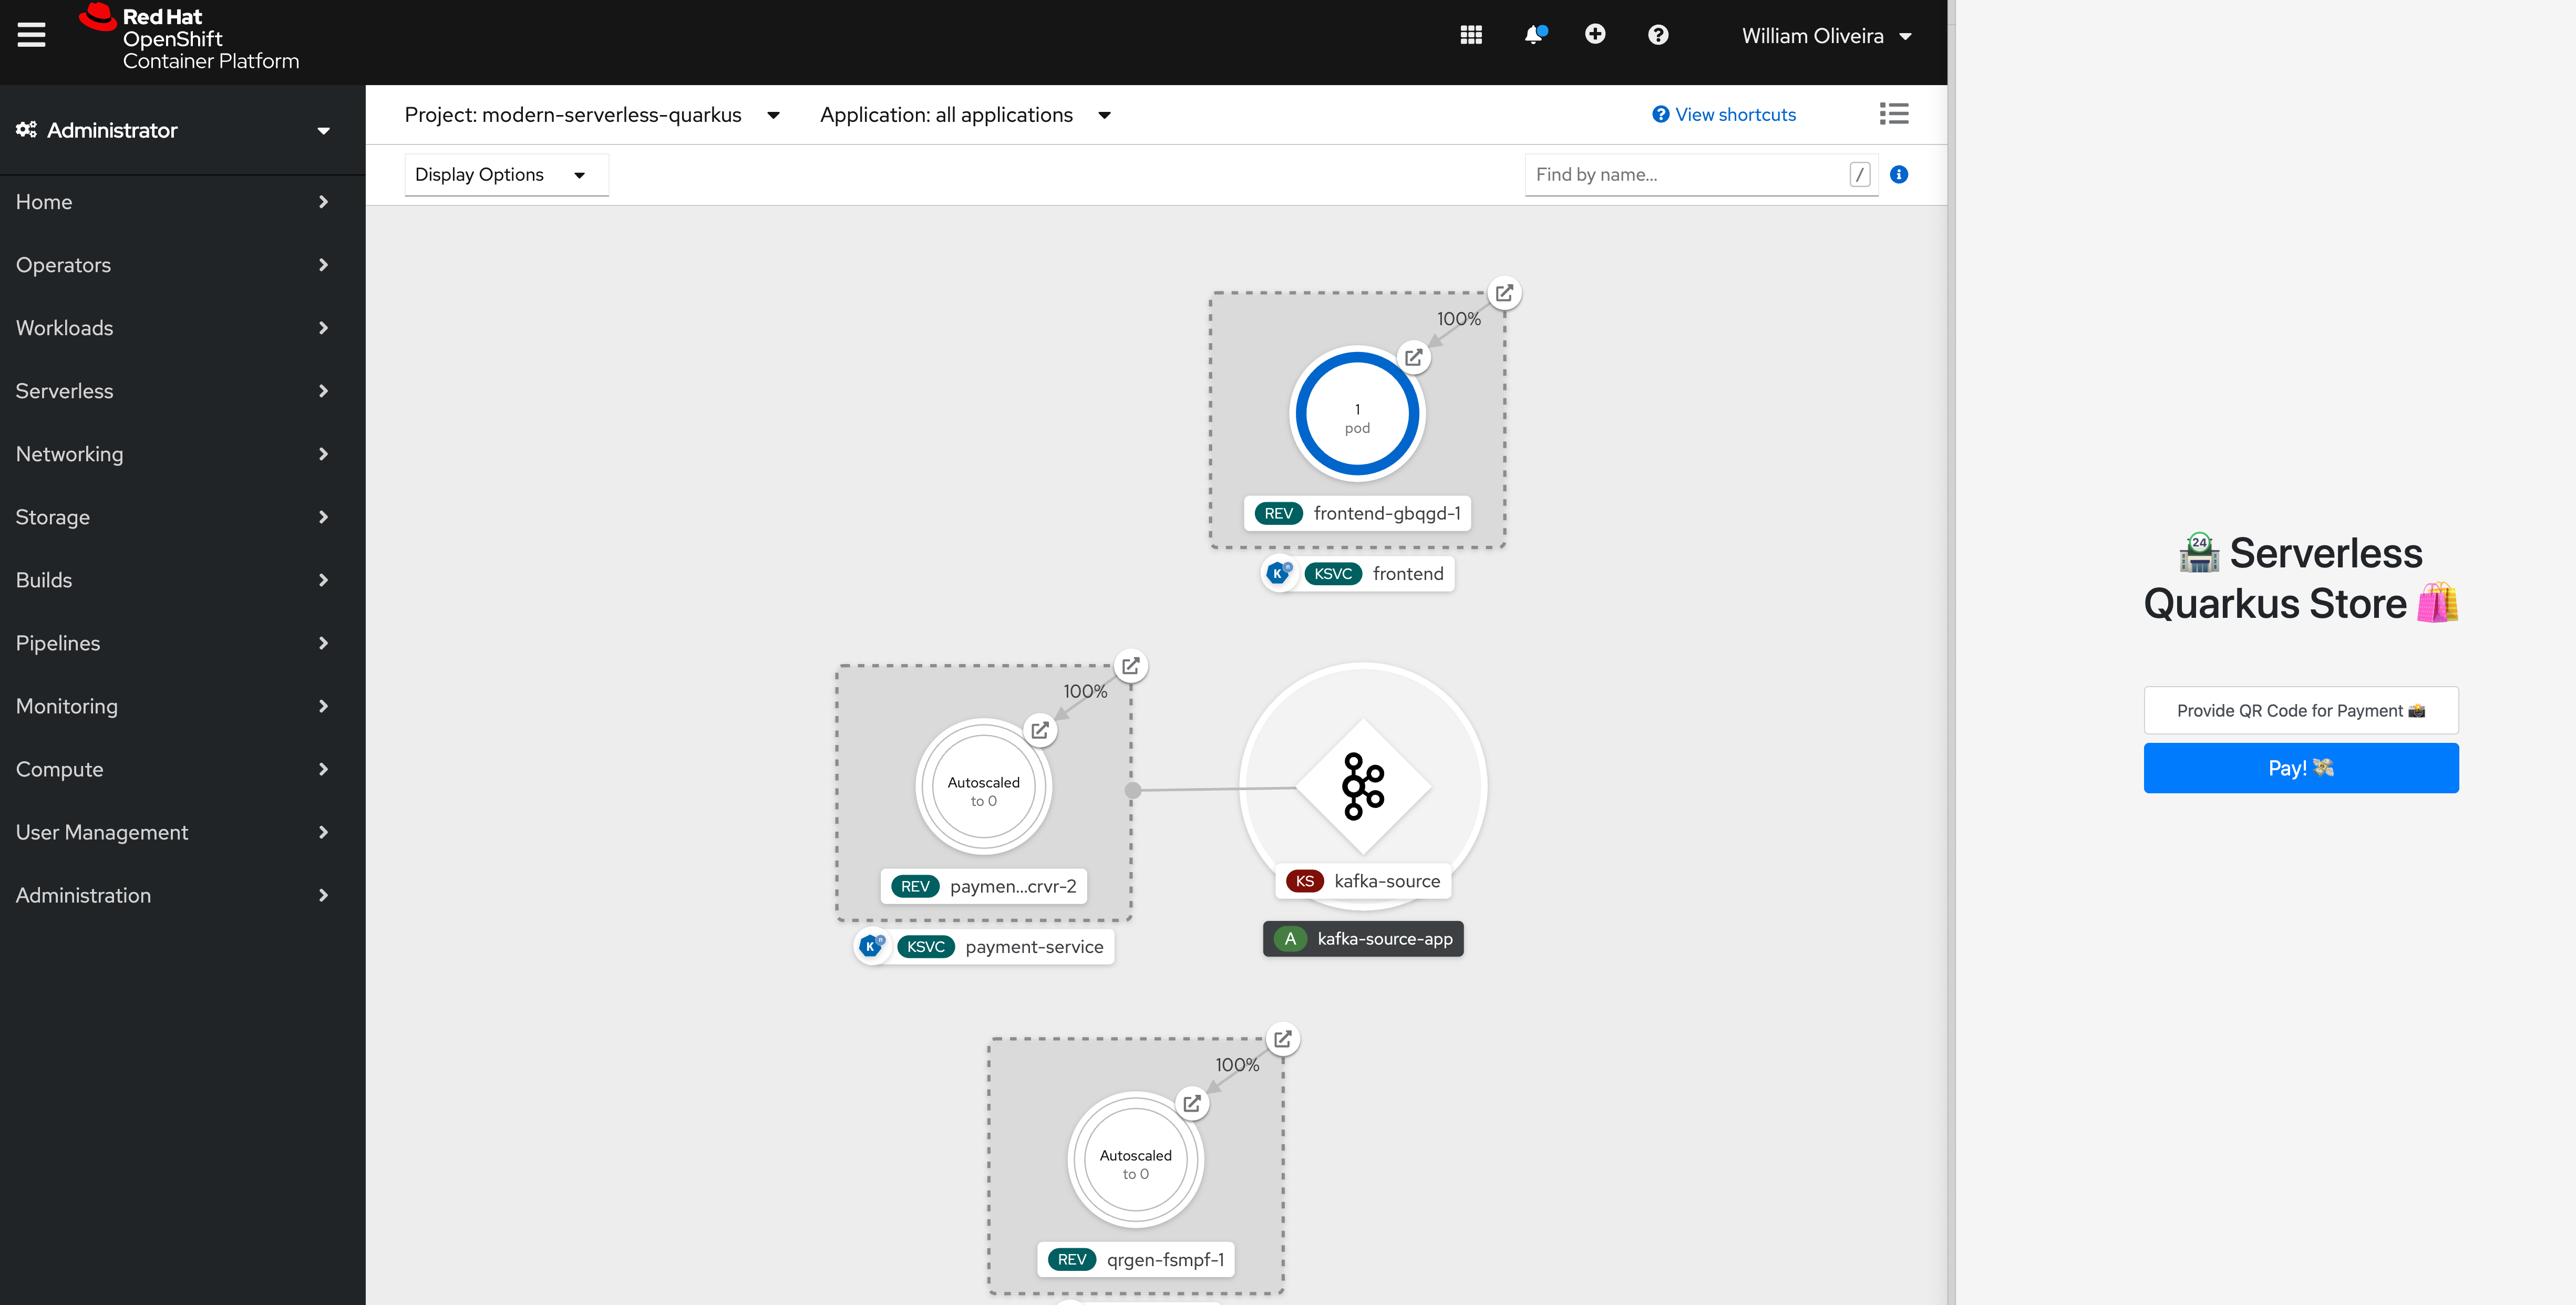 Red Hat
OpenShift
Container Platform
William Oliveira
Administrator
Home
Operators
Workloads
Serverless
Networking
Storage
Builds
Pipelines
Monitoring
Compute
User Management
Administration
Project: modern-serverless-quarkus
Application: all applications
View shortcuts
Display Options
Find by name...
/
100%
1
pod
REV frontend-gbqgd-1
K KSVC frontend
100%
Autoscaled
to 0
REV paymen...crvr-2
K KSVC payment-service
KS kafka-source
A kafka-source-app
100%
Autoscaled
to 0
REV qrgen-fsmpf-1
24 Serverless
Quarkus Store
Provide QR Code for Payment
Pay!